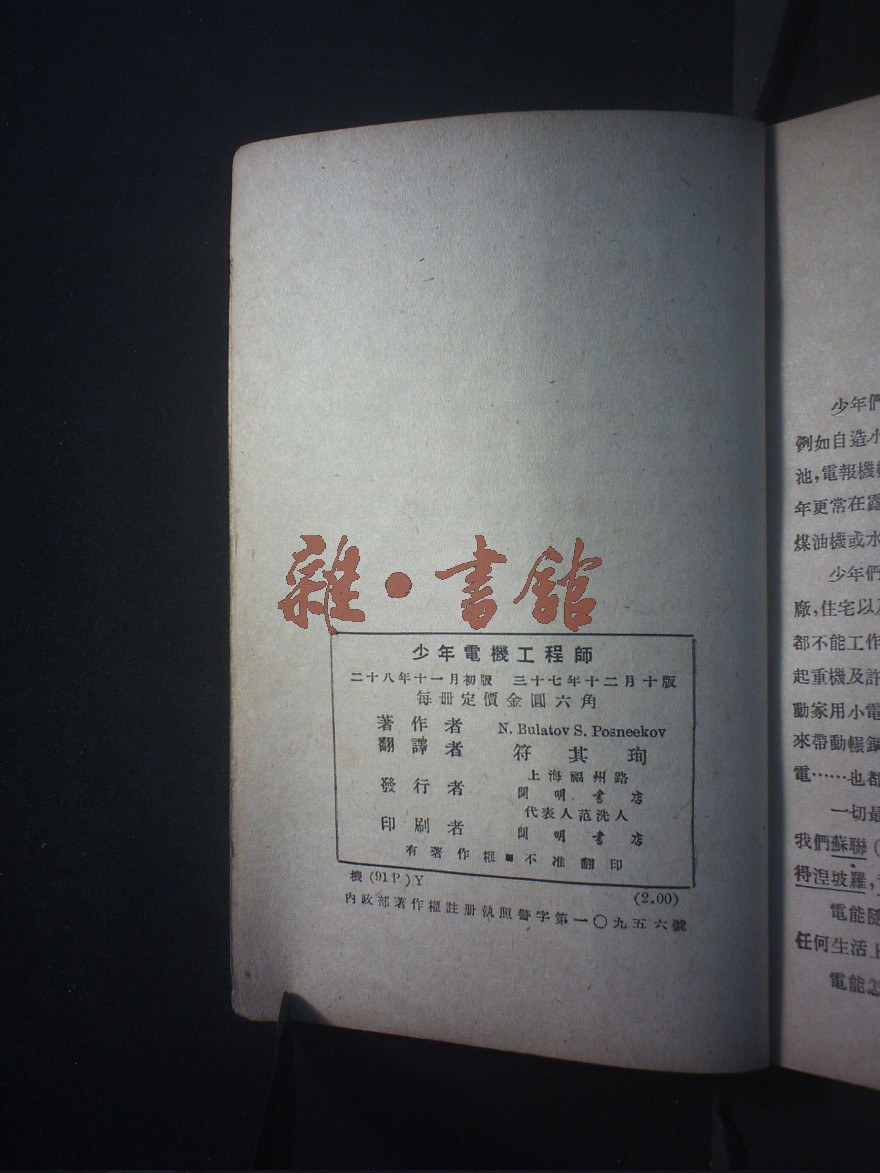 雜·書館
少年電機工程師
二十八年十一月初版 三十七年十二月十版
每冊定價金圓六角
著作者 N. Bulatov S. Posneekov
翻譯者 符其珣
發行者 上海福州路
開明書店
代表人范洗人
印刷者 開明書店
有著作權■不准翻印
機(91P)Y (2.00)
內政部著作權註册執照警字第一〇九五六號
少年們
例如自造小
池,電報機
年更常在露
煤油機或水
少年們
廠,住宅以及
都不能工作
起重機及許
動家用小電
來帶動輾鋼
電……也都
一切最
我們蘇聯(
得湼坡羅,
電能隨
任何生活上
電能怎